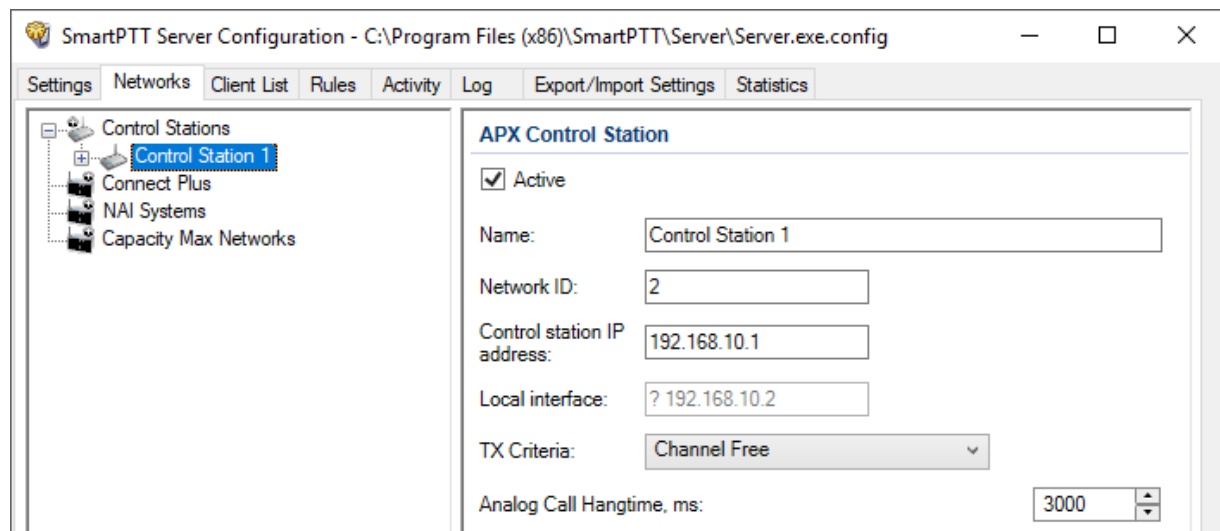 SmartPTT Server Configuration - C:\Program Files (x86)\SmartPTT\Server\Server.exe.config
Settings Networks Client List Rules Activity Log Export/Import Settings Statistics
Control Stations
Control Station 1
Connect Plus
NAI Systems
Capacity Max Networks
APX Control Station
Active
Name: Control Station 1
Network ID: 2
Control station IP
address: 192.168.10.1
Local interface: ? 192.168.10.2
TX Criteria: Channel Free
Analog Call Hangtime, ms: 3000